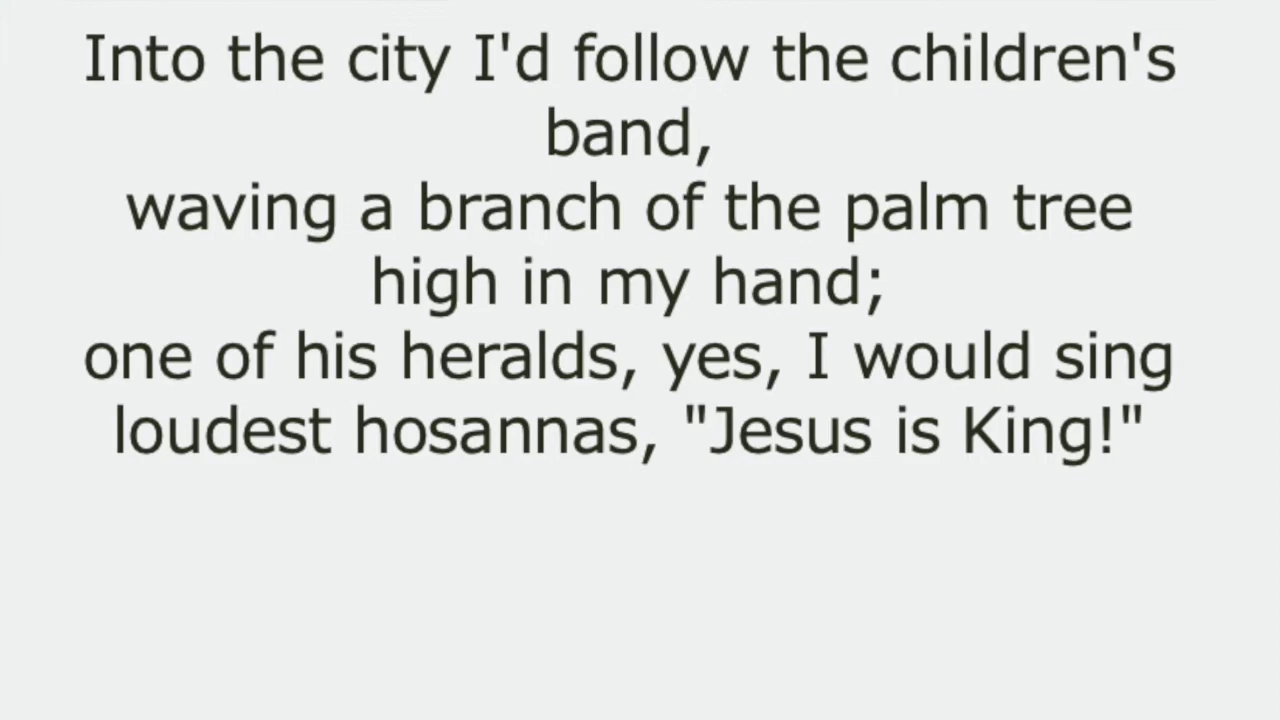 Into the city I'd follow the children's
band,
waving a branch of the palm tree
high in my hand;
one of his heralds, yes, I would sing
loudest hosannas, "Jesus is King!"